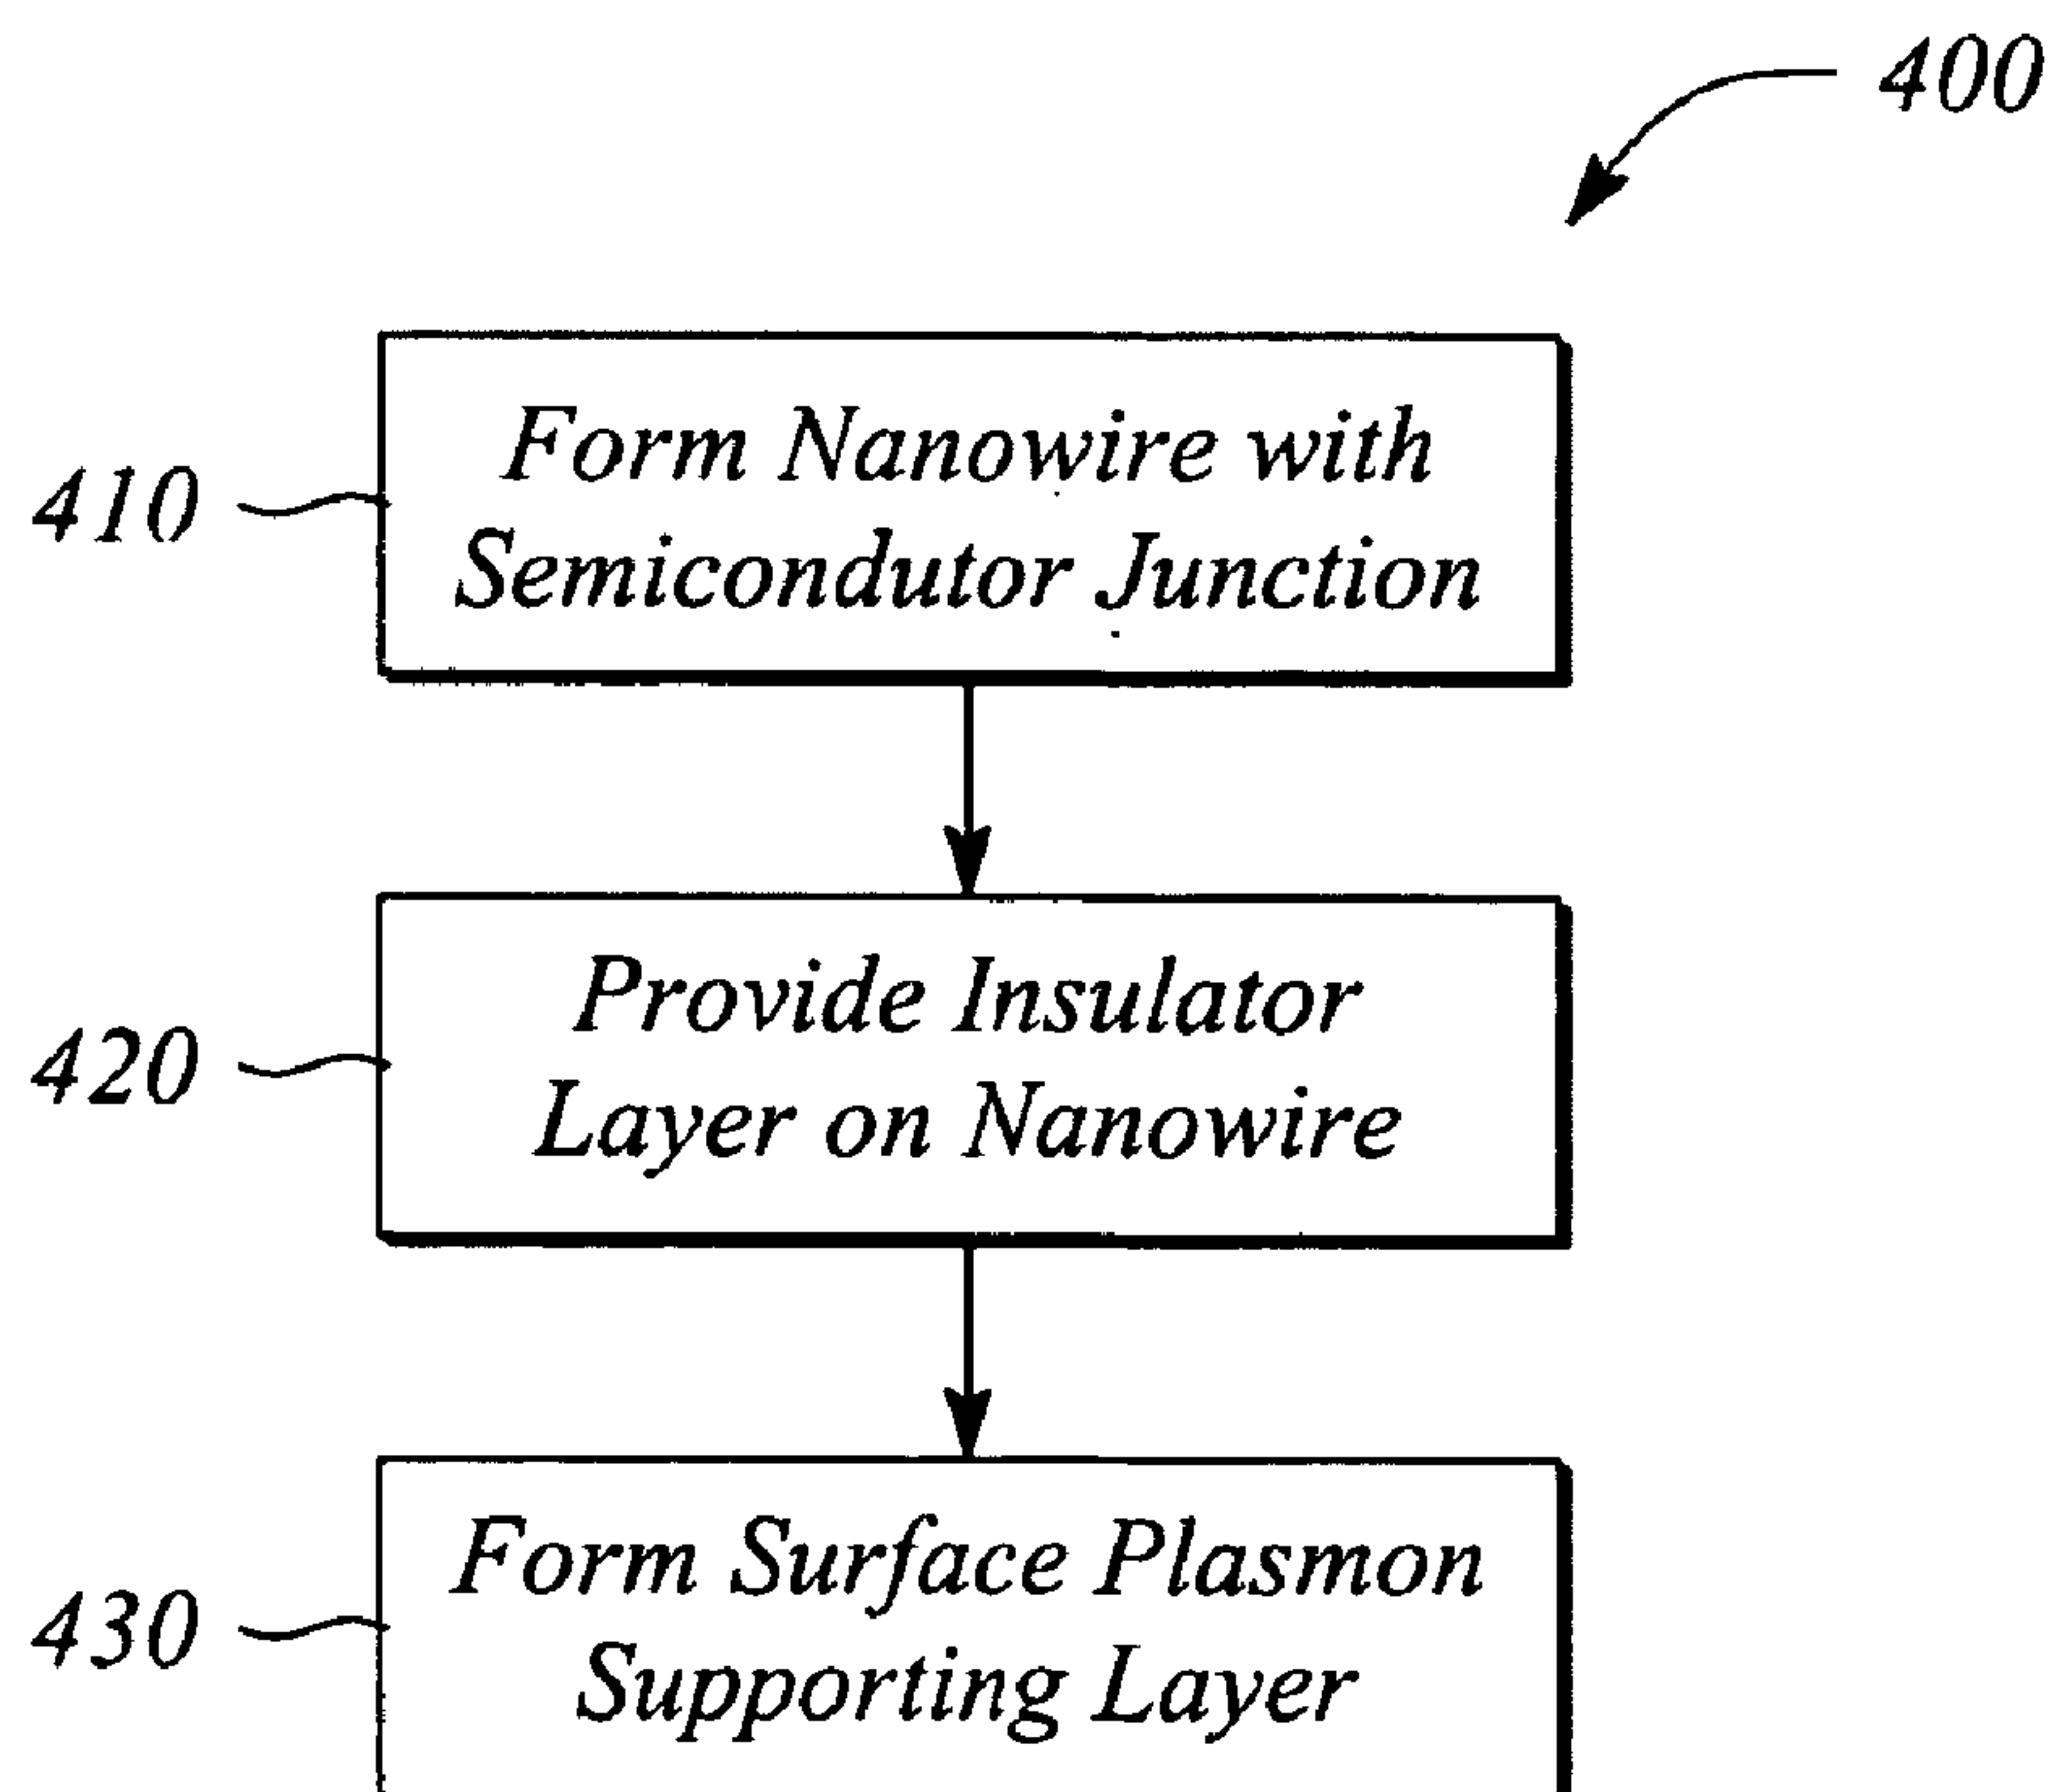 400
410
Form Nanowire with
Semicondutor Junction
420
Provide Insulator
Layer on Nanowire
430
Form Surface Plasmon
Supporting Layer